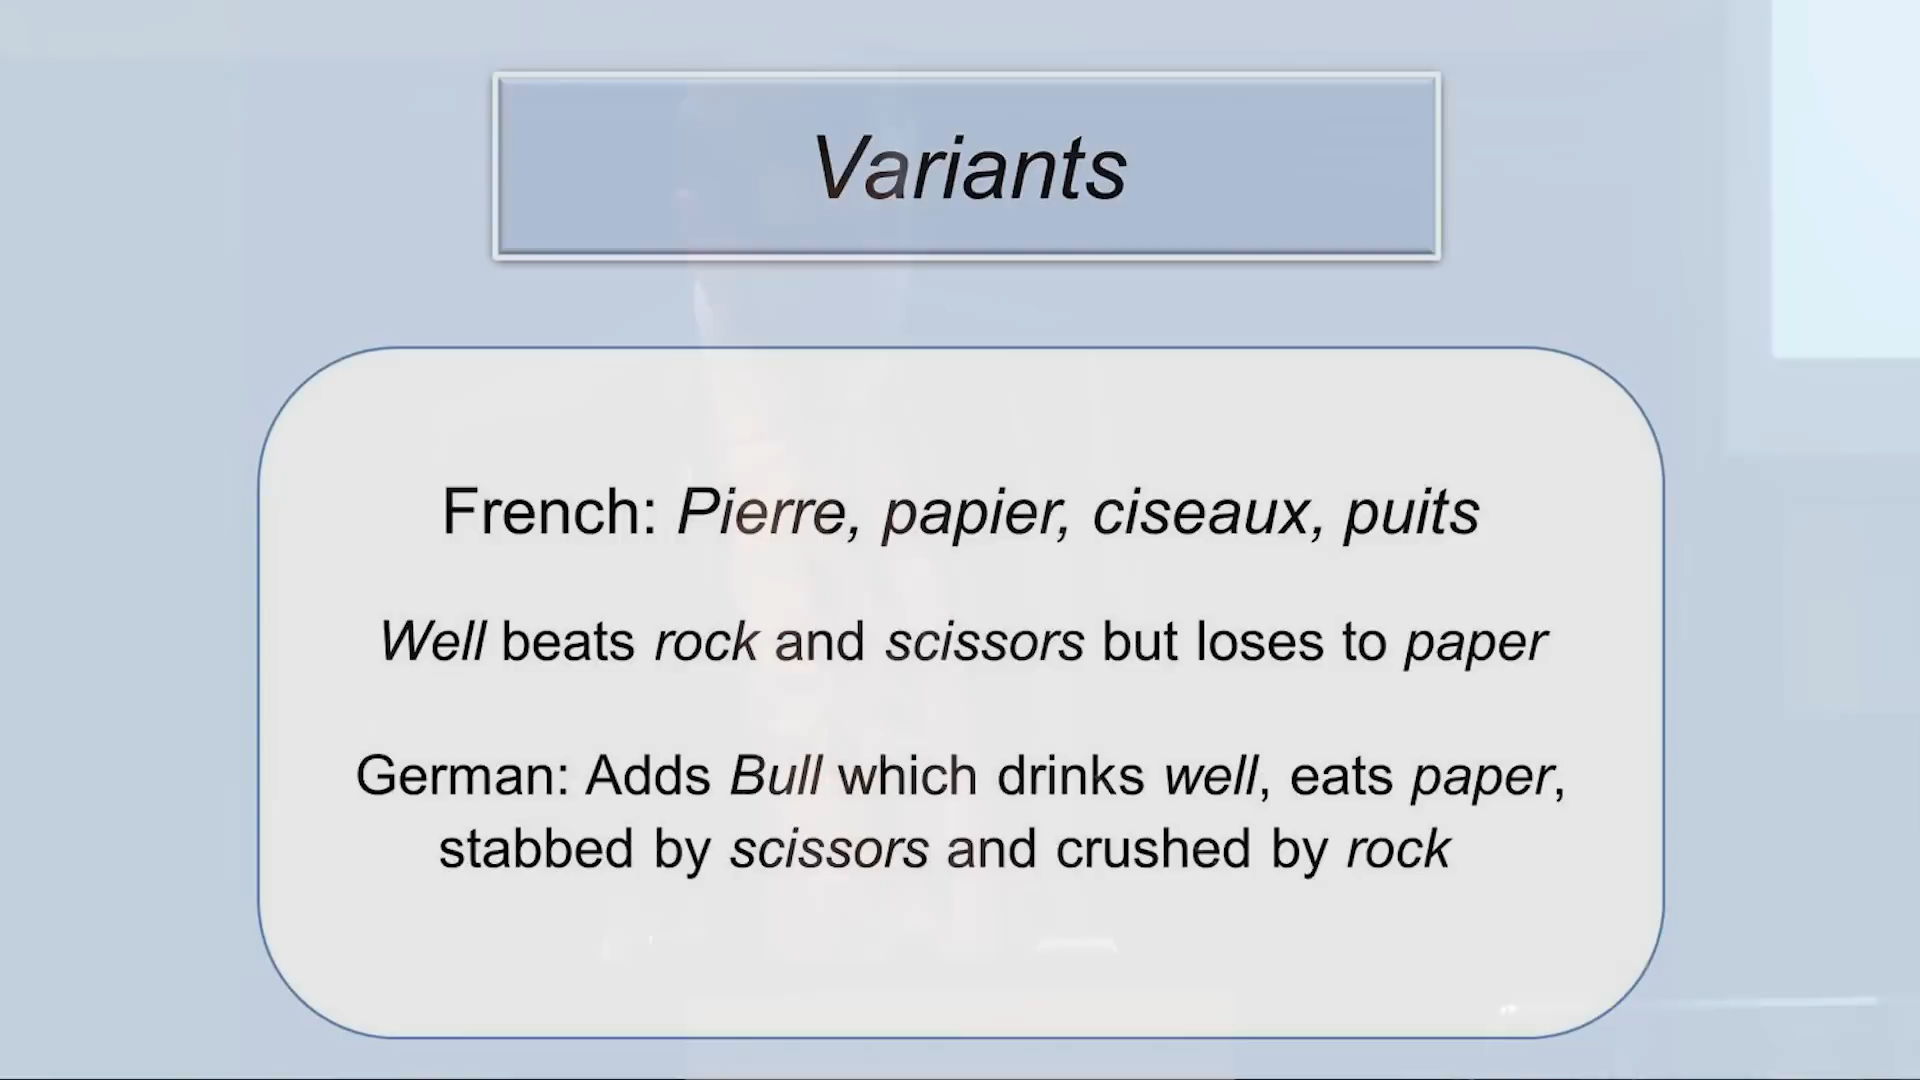 Variants
French: Pierre, papier, ciseaux, puits
Well beats rock and scissors but loses to paper
German: Adds Bull which drinks well, eats paper,
stabbed by scissors and crushed by rock